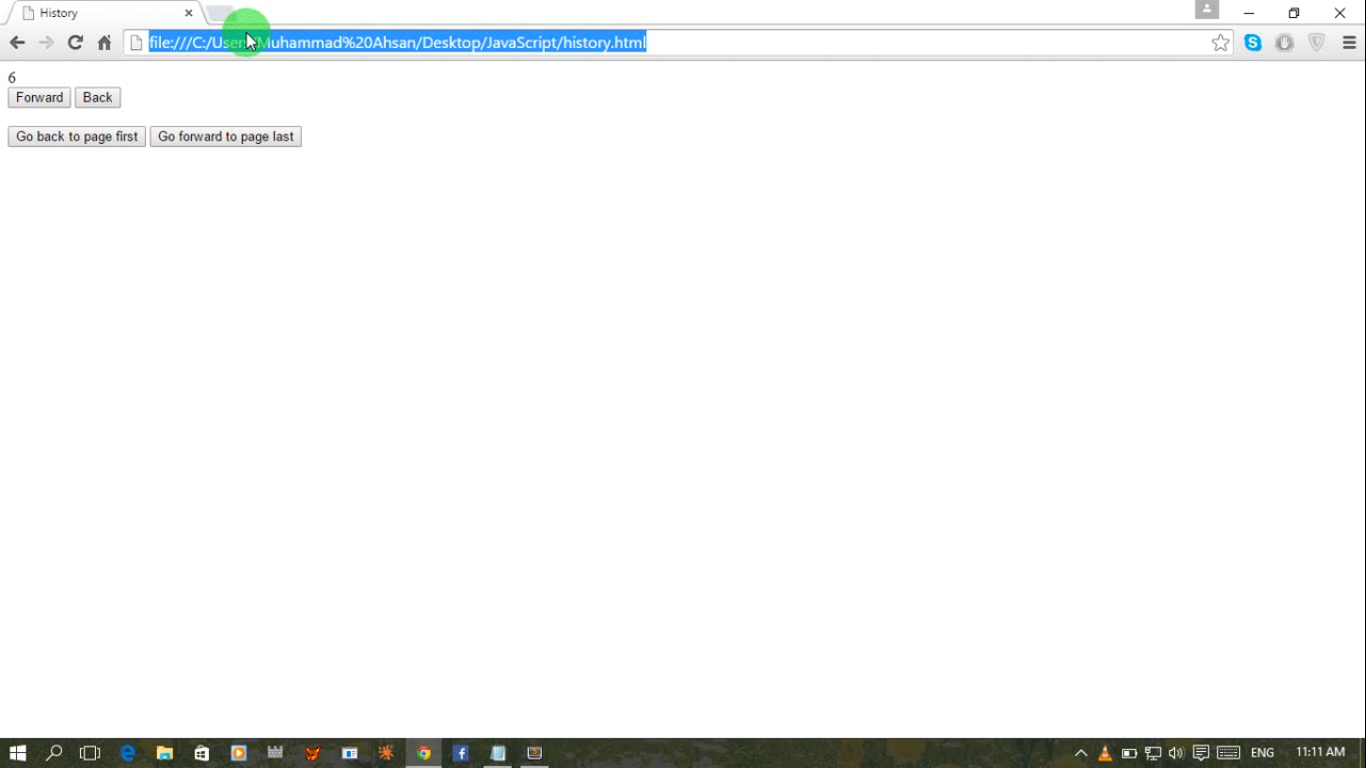 History
file:///C:/Users/Muhammad%20Ahsan/Desktop/JavaScript/history.html
6
Forward Back
Go back to page first Go forward to page last
ENG 11:11 AM